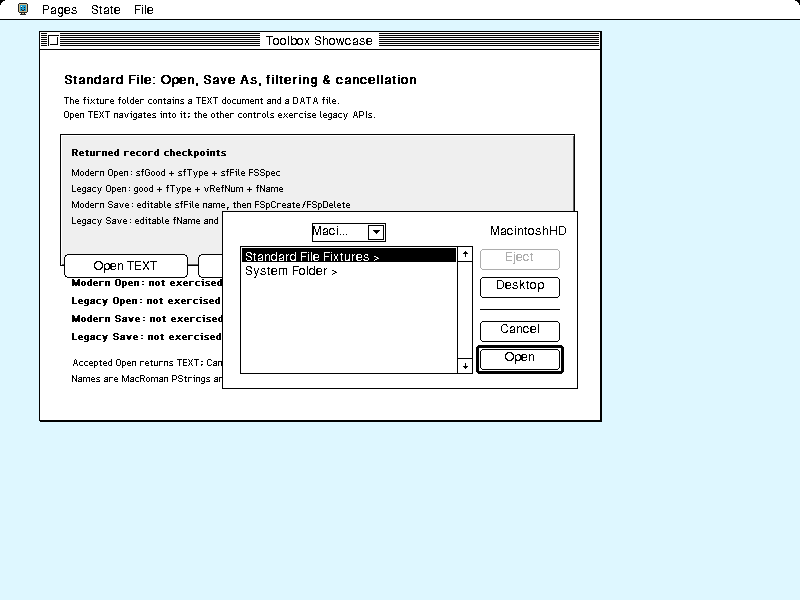 Pages State File
Toolbox Showcase
Standard File: Open, Save As, filtering & cancellation
The fixture folder contains a TEXT document and a DATA file.
Open TEXT navigates into it; the other controls exercise legacy APIs.
Returned record checkpoints
Modern Open: sfGood + sfType + sfFile FSSpec
Legacy Open: good + fType + vRefNum + fName
Modern Save: editable sfFile name, then FSpCreate/FSpDelete
Legacy Save: editable fName and
Open TEXT
Modern Open: not exercised
Legacy Open: not exercised
Modern Save: not exercised
Legacy Save: not exercised
Accepted Open returns TEXT; Can
Names are MacRoman PStrings ar
Maci... MacintoshHD
Standard File Fixtures >
System Folder >
Eject
Desktop
Cancel
Open